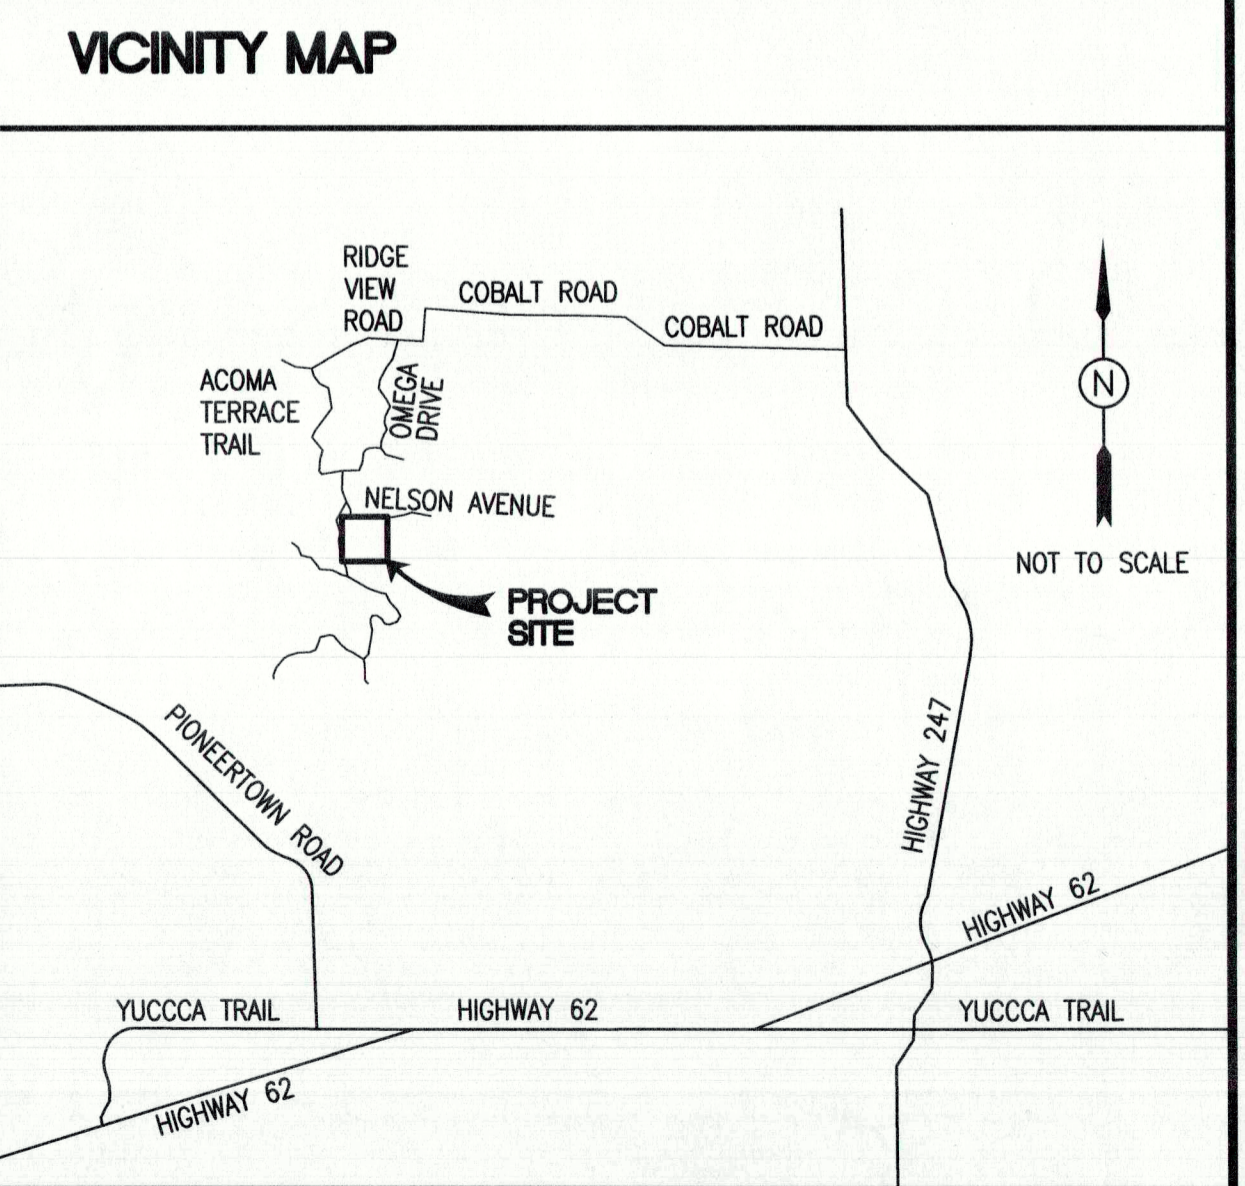 VICINITY MAP
RIDGE
VIEW
ROAD
COBALT ROAD
COBALT ROAD
ACOMA
TERRACE
TRAIL
OMEGA
DRIVE
N
NELSON AVENUE
NOT TO SCALE
PROJECT
SITE
PIONEERTOWN ROAD
HIGHWAY 247
HIGHWAY 62
YUCCCA TRAIL
HIGHWAY 62
YUCCCA TRAIL
HIGHWAY 62